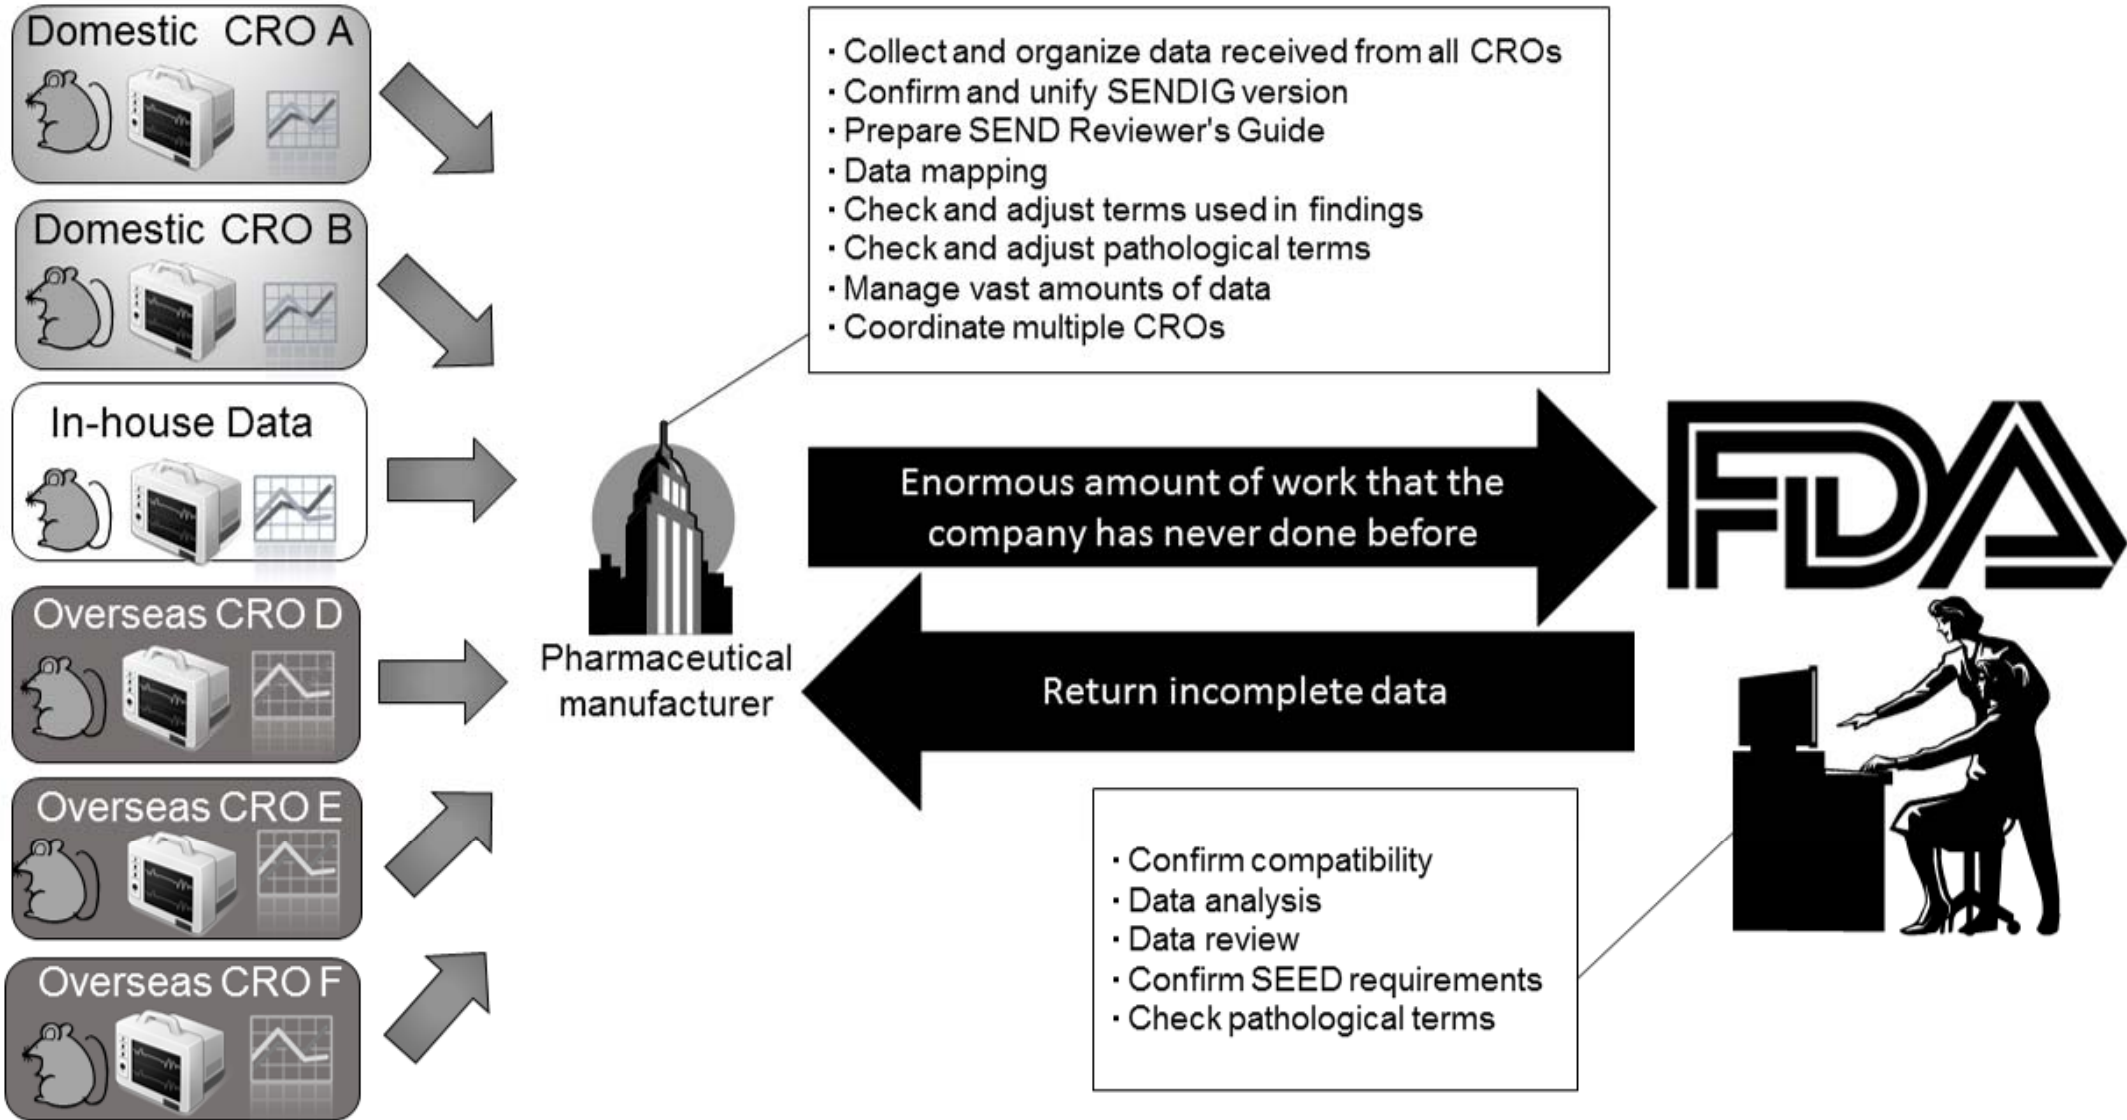 Domestic CRO A
Domestic CRO B
In-house Data
Overseas CRO D
Overseas CRO E
Overseas CRO F
· Collect and organize data received from all CROs
· Confirm and unify SENDIG version
· Prepare SEND Reviewer's Guide
· Data mapping
· Check and adjust terms used in findings
· Check and adjust pathological terms
· Manage vast amounts of data
· Coordinate multiple CROs
Pharmaceutical
manufacturer
Enormous amount of work that the
company has never done before
FDA
Return incomplete data
· Confirm compatibility
· Data analysis
· Data review
· Confirm SEED requirements
· Check pathological terms